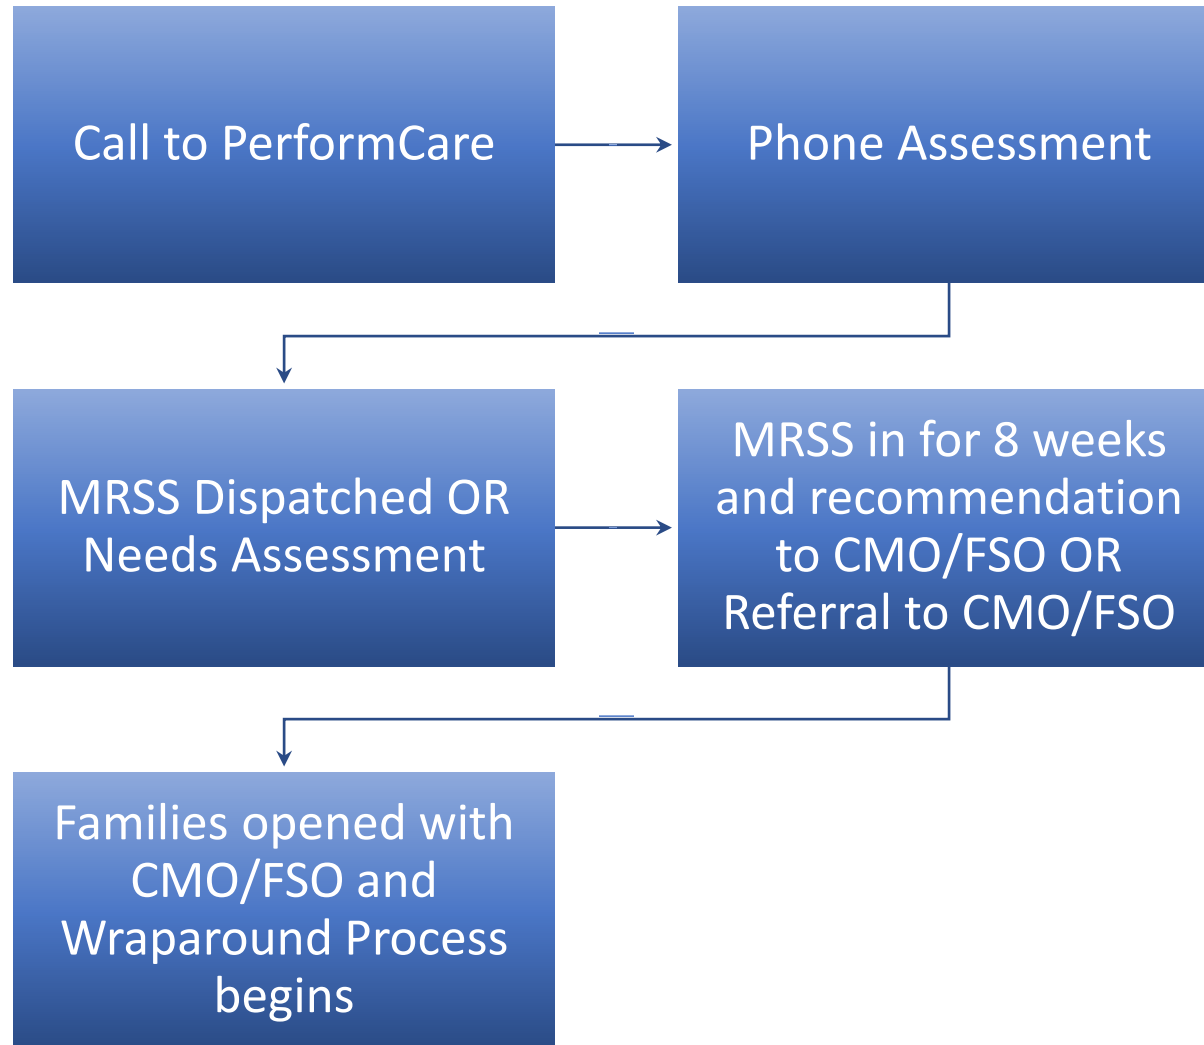 Call to PerformCare
Phone Assessment
MRSS Dispatched OR
Needs Assessment
MRSS in for 8 weeks
and recommendation
to CMO/FSO OR
Referral to CMO/FSO
Families opened with
CMO/FSO and
Wraparound Process
begins